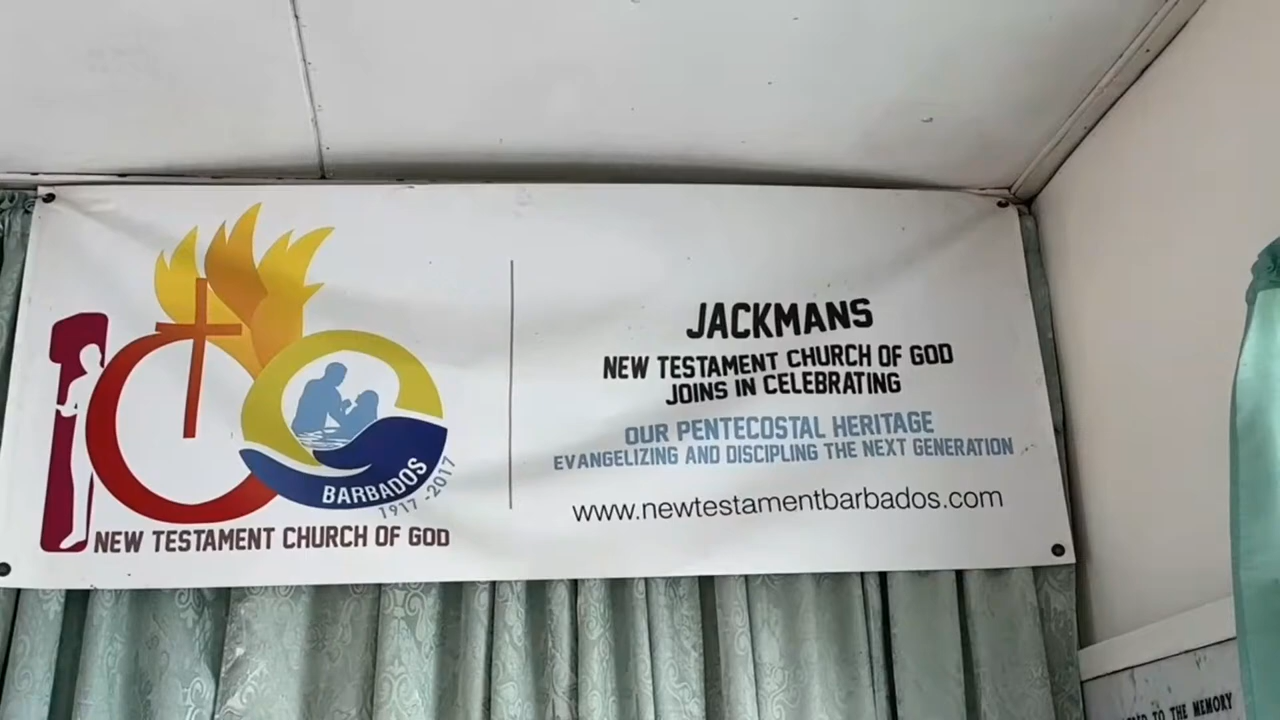 100
BARBADOS
1917-2017
NEW TESTAMENT CHURCH OF GOD
JACKMANS
NEW TESTAMENT CHURCH OF GOD
JOINS IN CELEBRATING
OUR PENTECOSTAL HERITAGE
EVANGELIZING AND DISCIPLING THE NEXT GENERATION
www.newtestamentbarbados.com
TO THE MEMORY